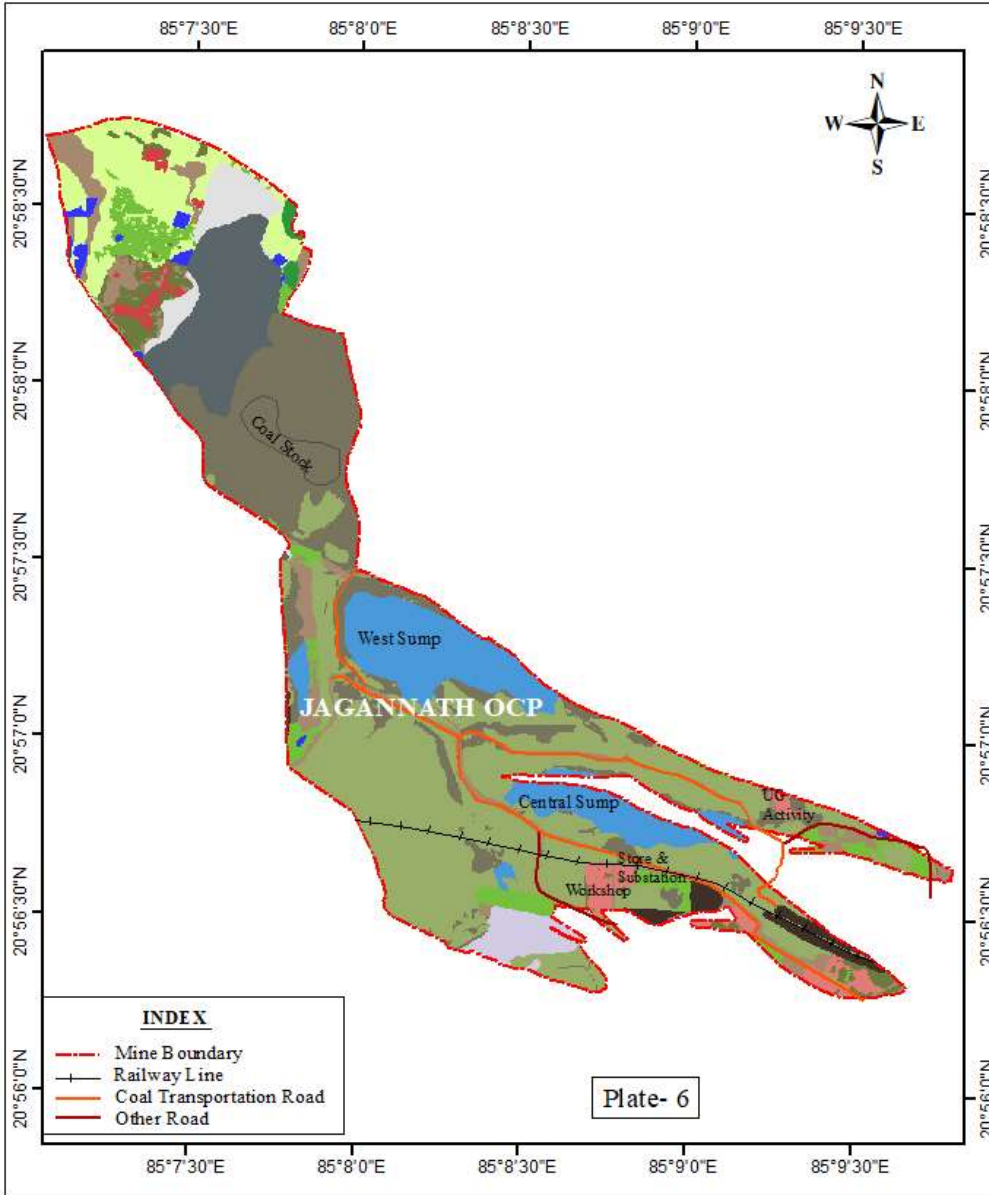 85°7'30"E 85°8'0"E 85°8'30"E 85°9'0"E 85°9'30"E
N
W E
S
20°58'30"N
20°58'30"N
20°58'0"N
20°58'0"N
Coal Stock
20°57'30"N
20°57'30"N
West Sump
JAGANNATH OCP
20°57'0"N
20°57'0"N
Central Sump
UG
Activity
Store &
Substation
Workshop
20°56'30"N
20°56'30"N
INDEX
Mine Boundary
Railway Line
Coal Transportation Road
Other Road
Plate- 6
20°56'0"N
20°56'0"N
85°7'30"E 85°8'0"E 85°8'30"E 85°9'0"E 85°9'30"E